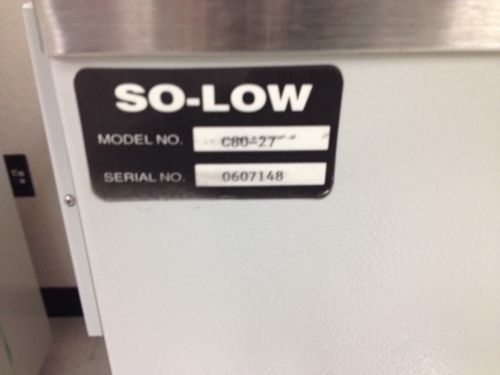 SO-LOW
MODEL NO. C80-27
SERIAL NO. 0607148